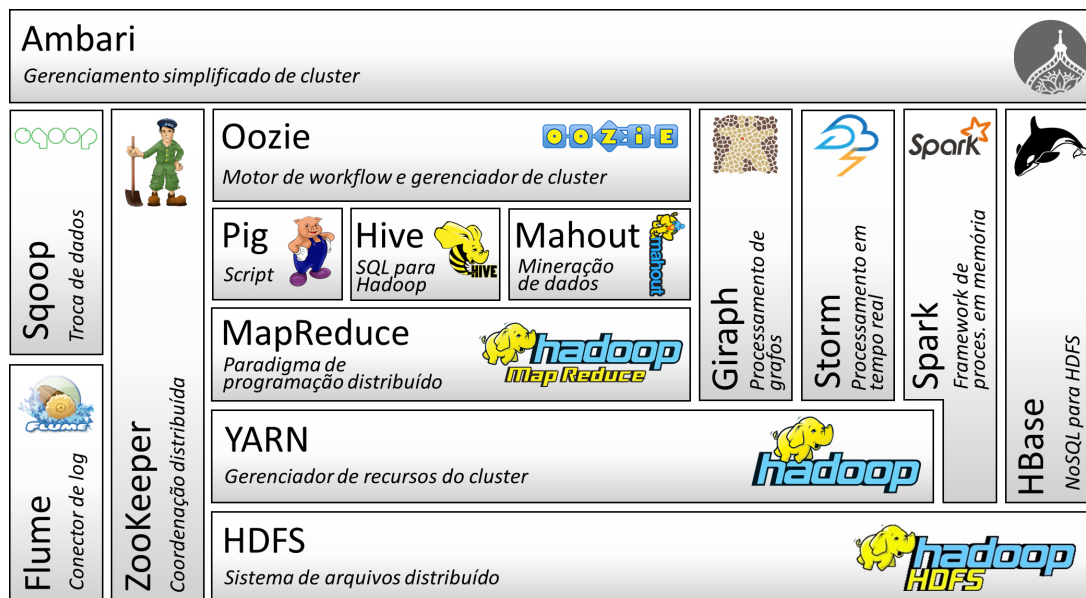 Ambari
Gerenciamento simplificado de cluster
sqoop
Sqoop
Troca de dados
FLUME
Flume
Conector de log
ZooKeeper
Coordenação distribuída
Oozie
OOZiE
Motor de workflow e gerenciador de cluster
Pig
Script
Hive
SQL para
Hadoop
HIVE
Mahout
Mineração
de dados
mahout
MapReduce
Paradigma de
programação distribuído
hadoop
Map Reduce
Giraph
Processamento de
grafos
Storm
Processamento em
tempo real
Spark
Spark
Framework de
proces. em memória
HBase
NoSQL para HDFS
YARN
Gerenciador de recursos do cluster
hadoop
HDFS
Sistema de arquivos distribuído
hadoop
HDFS